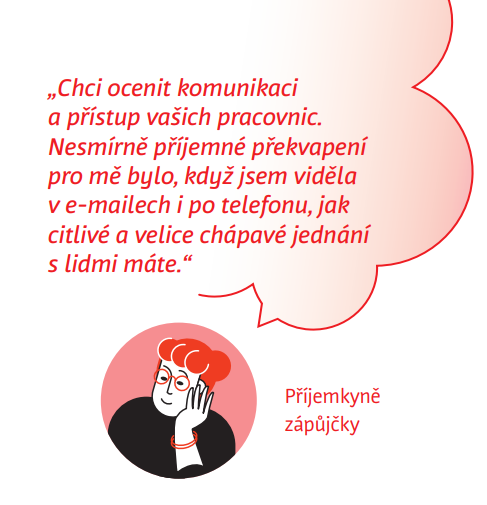 „Chci ocenit komunikaci
a přístup vašich pracovnic.
Nesmírně příjemné překvapení
pro mě bylo, když jsem viděla
v e-mailech i po telefonu, jak
citlivé a velice chápavé jednání
s lidmi máte.“
Příjemkyně
zápůjčky